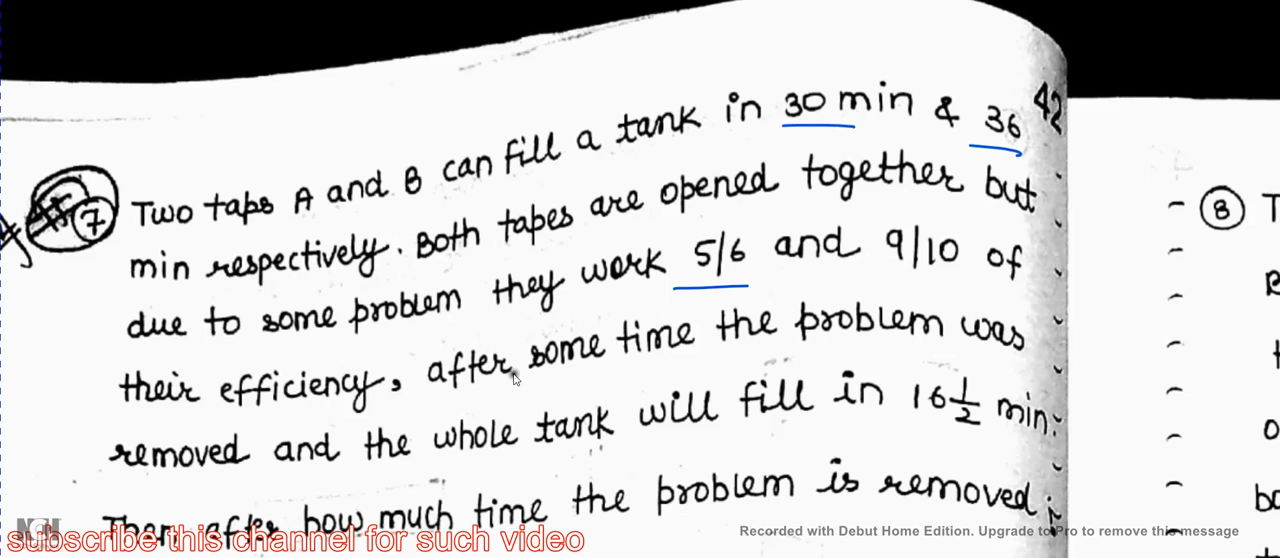 42
7 Two taps A and B can fill a tank in 30 min & 36
min respectively. Both tapes are opened together but
due to some problem they work 5/6 and 9/10 of
their efficiency, after some time the problem was
removed and the whole tank will fill in 16 1/2 min.
Then after how much time the problem is removed
8 T
subscribe this channel for such video
Recorded with Debut Home Edition. Upgrade to Pro to remove this message